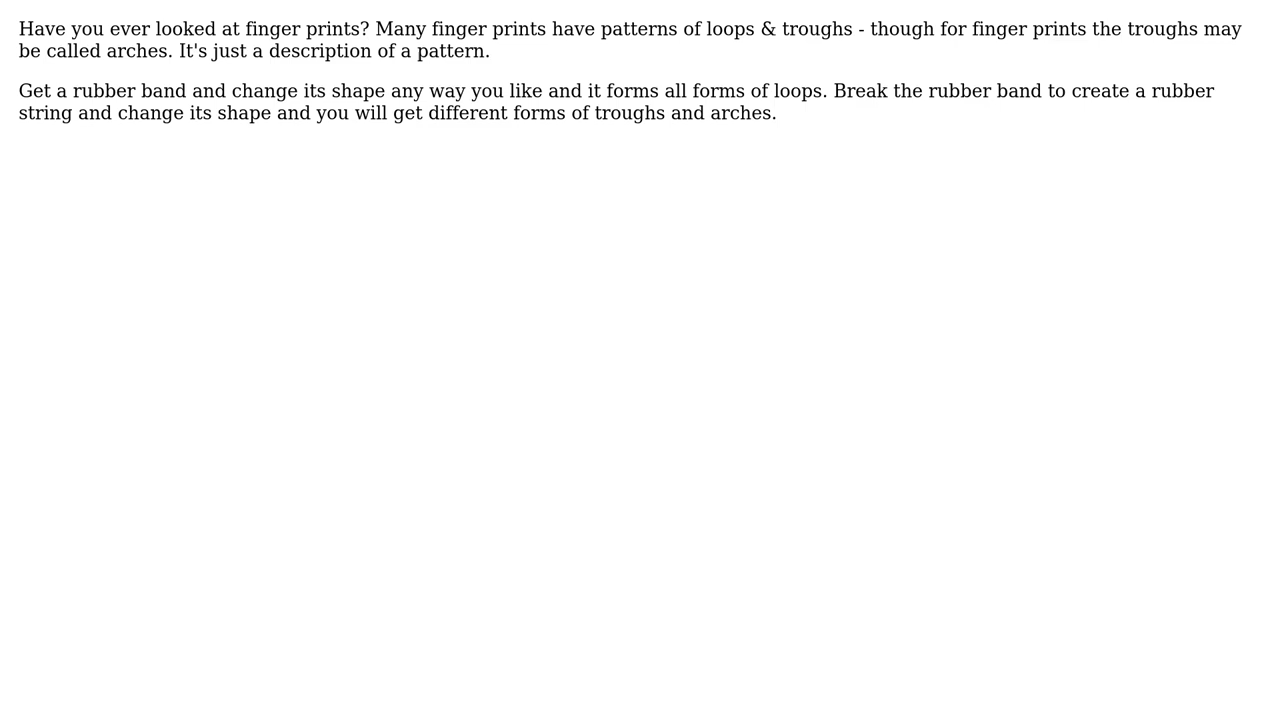 Have you ever looked at finger prints? Many finger prints have patterns of loops & troughs - though for finger prints the troughs may
be called arches. It's just a description of a pattern.
Get a rubber band and change its shape any way you like and it forms all forms of loops. Break the rubber band to create a rubber
string and change its shape and you will get different forms of troughs and arches.